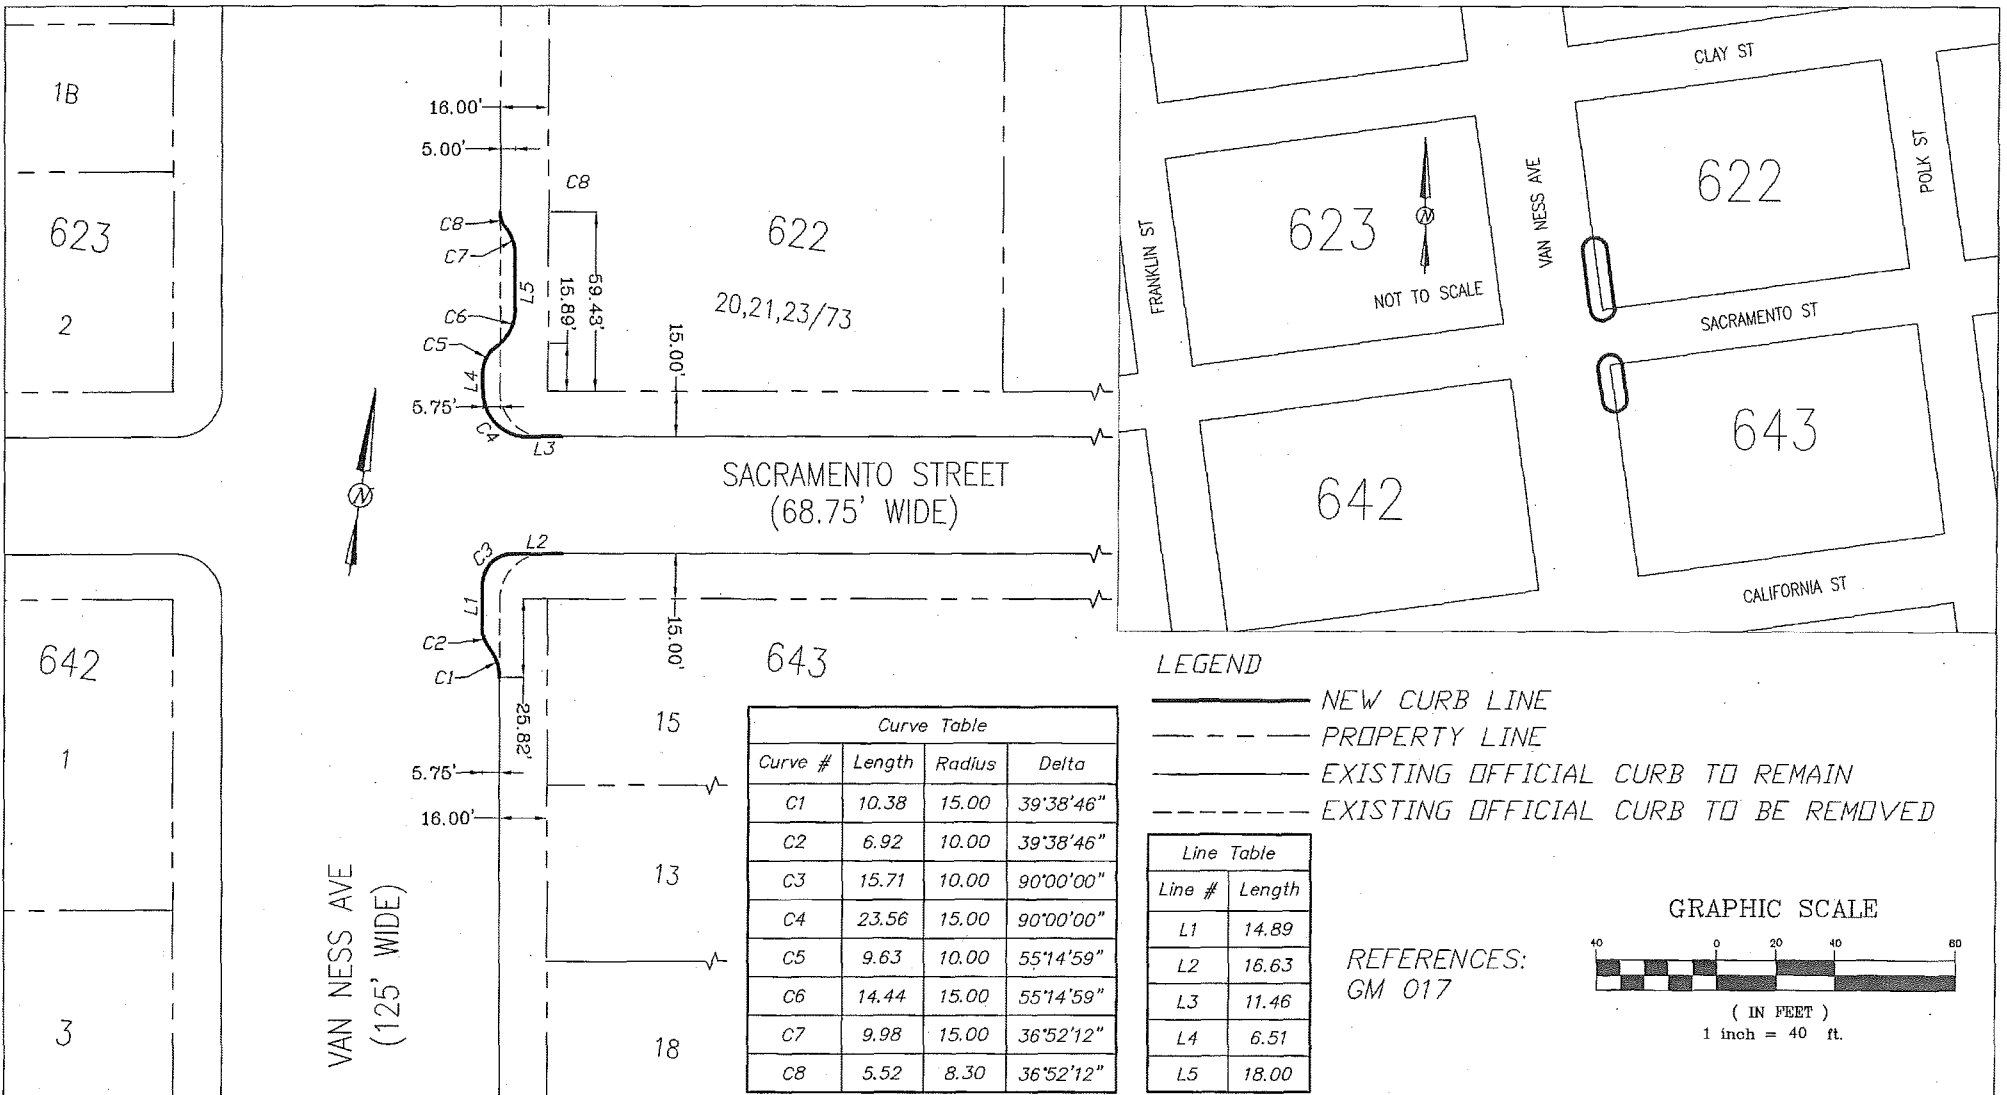 1B
623
2
642
1
3
16.00'
5.00'
C8
C8
C7
L5
C6
C5
L4
5.75'
C4
L3
15.89'
59.43'
15.00'
622
20,21,23/73
N
SACRAMENTO STREET
(68.75' WIDE)
C3
L2
L1
C2
C1
25.82'
15.00'
5.75'
16.00'
643
15
13
18
VAN NESS AVE
(125' WIDE)
CLAY ST
622
POLK ST
623
N
NOT TO SCALE
VAN NESS AVE
FRANKLIN ST
SACRAMENTO ST
643
642
CALIFORNIA ST
LEGEND
NEW CURB LINE
PROPERTY LINE
EXISTING OFFICIAL CURB TO REMAIN
EXISTING OFFICIAL CURB TO BE REMOVED
Curve Table
Curve # Length Radius Delta
C1 10.38 15.00 39°38'46"
C2 6.92 10.00 39°38'46"
C3 15.71 10.00 90°00'00"
C4 23.56 15.00 90°00'00"
C5 9.63 10.00 55°14'59"
C6 14.44 15.00 55°14'59"
C7 9.98 15.00 36°52'12"
C8 5.52 8.30 36°52'12"
Line Table
Line # Length
L1 14.89
L2 16.63
L3 11.46
L4 6.51
L5 18.00
REFERENCES:
GM 017
GRAPHIC SCALE
40 0 20 40 60
( IN FEET )
1 inch = 40 ft.